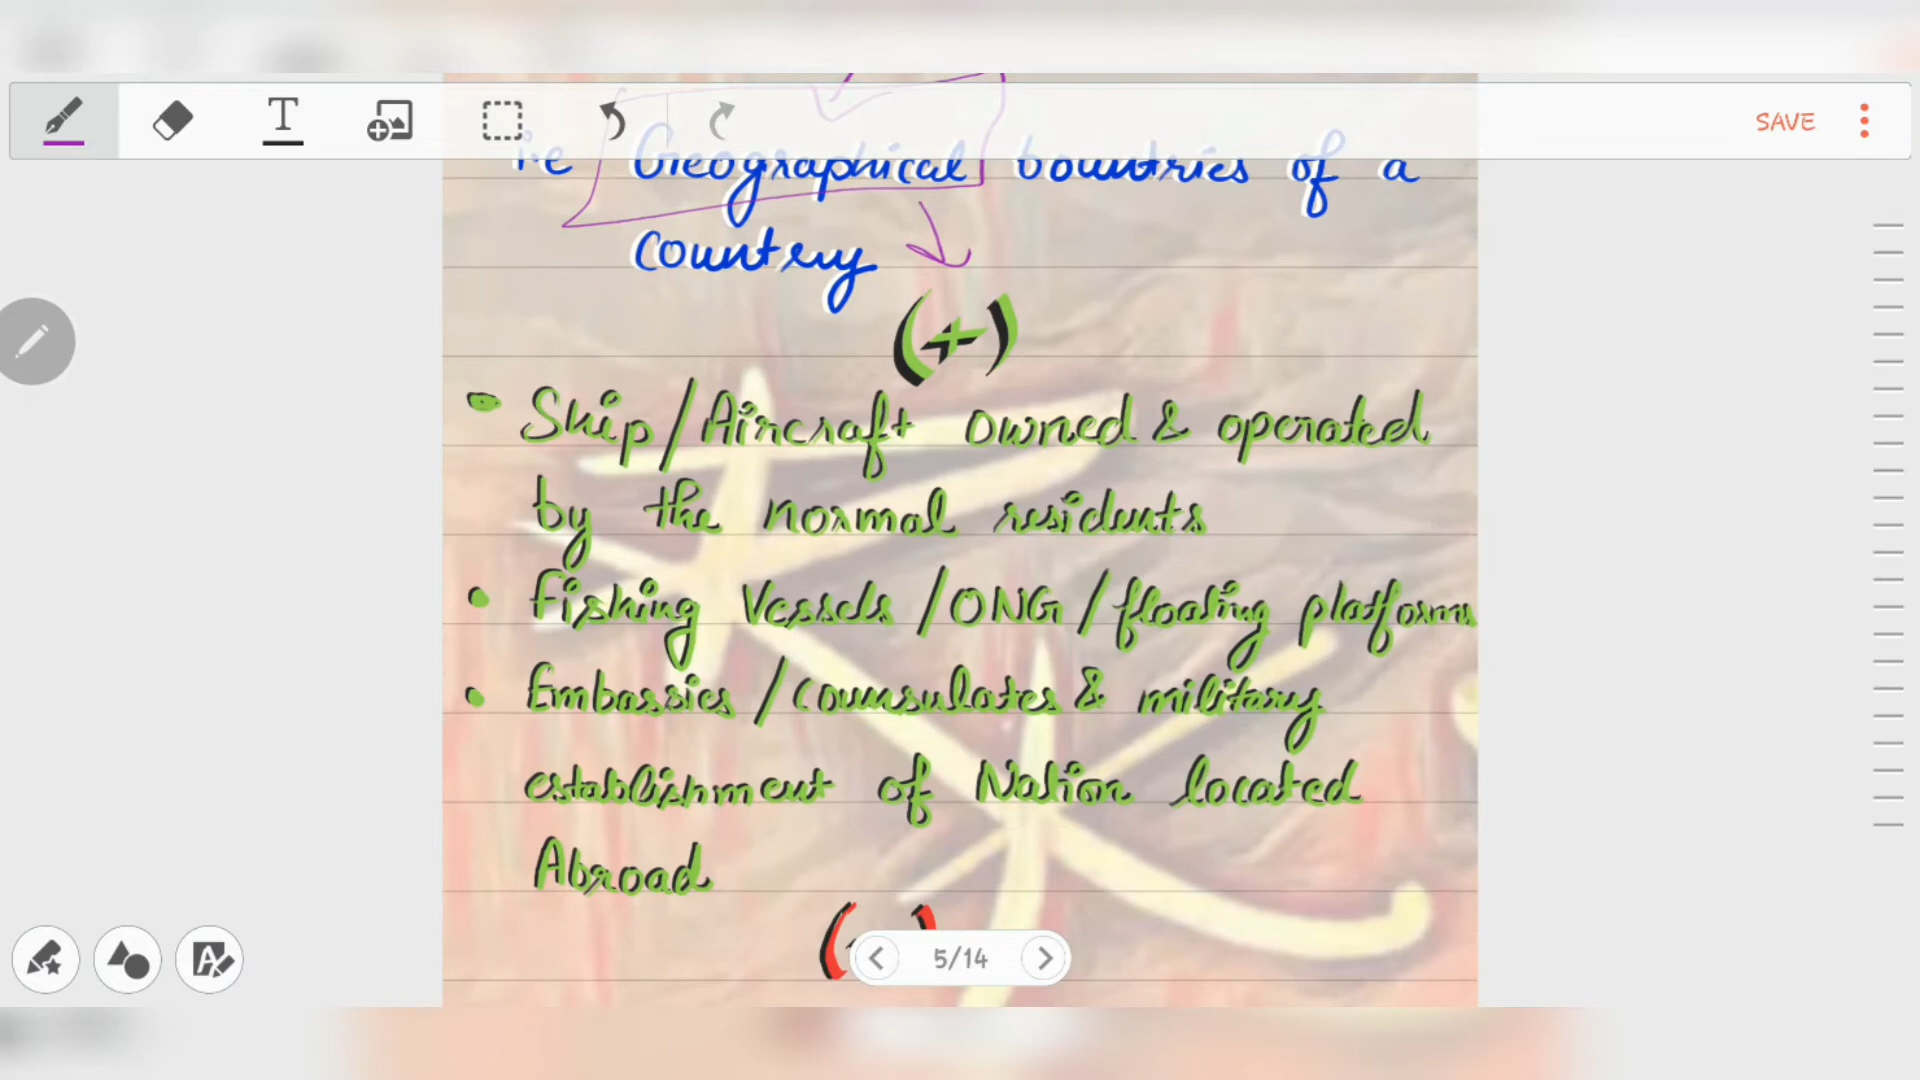 T
SAVE
i.e Geographical bountries of a
Country
(+)
• Ship/Aircraft owned & operated
by the normal residents
• Fishing Vessels/ONG/floating platforms
• Embassies/Counsulates & military
establishment of Nation located
Abroad
5/14